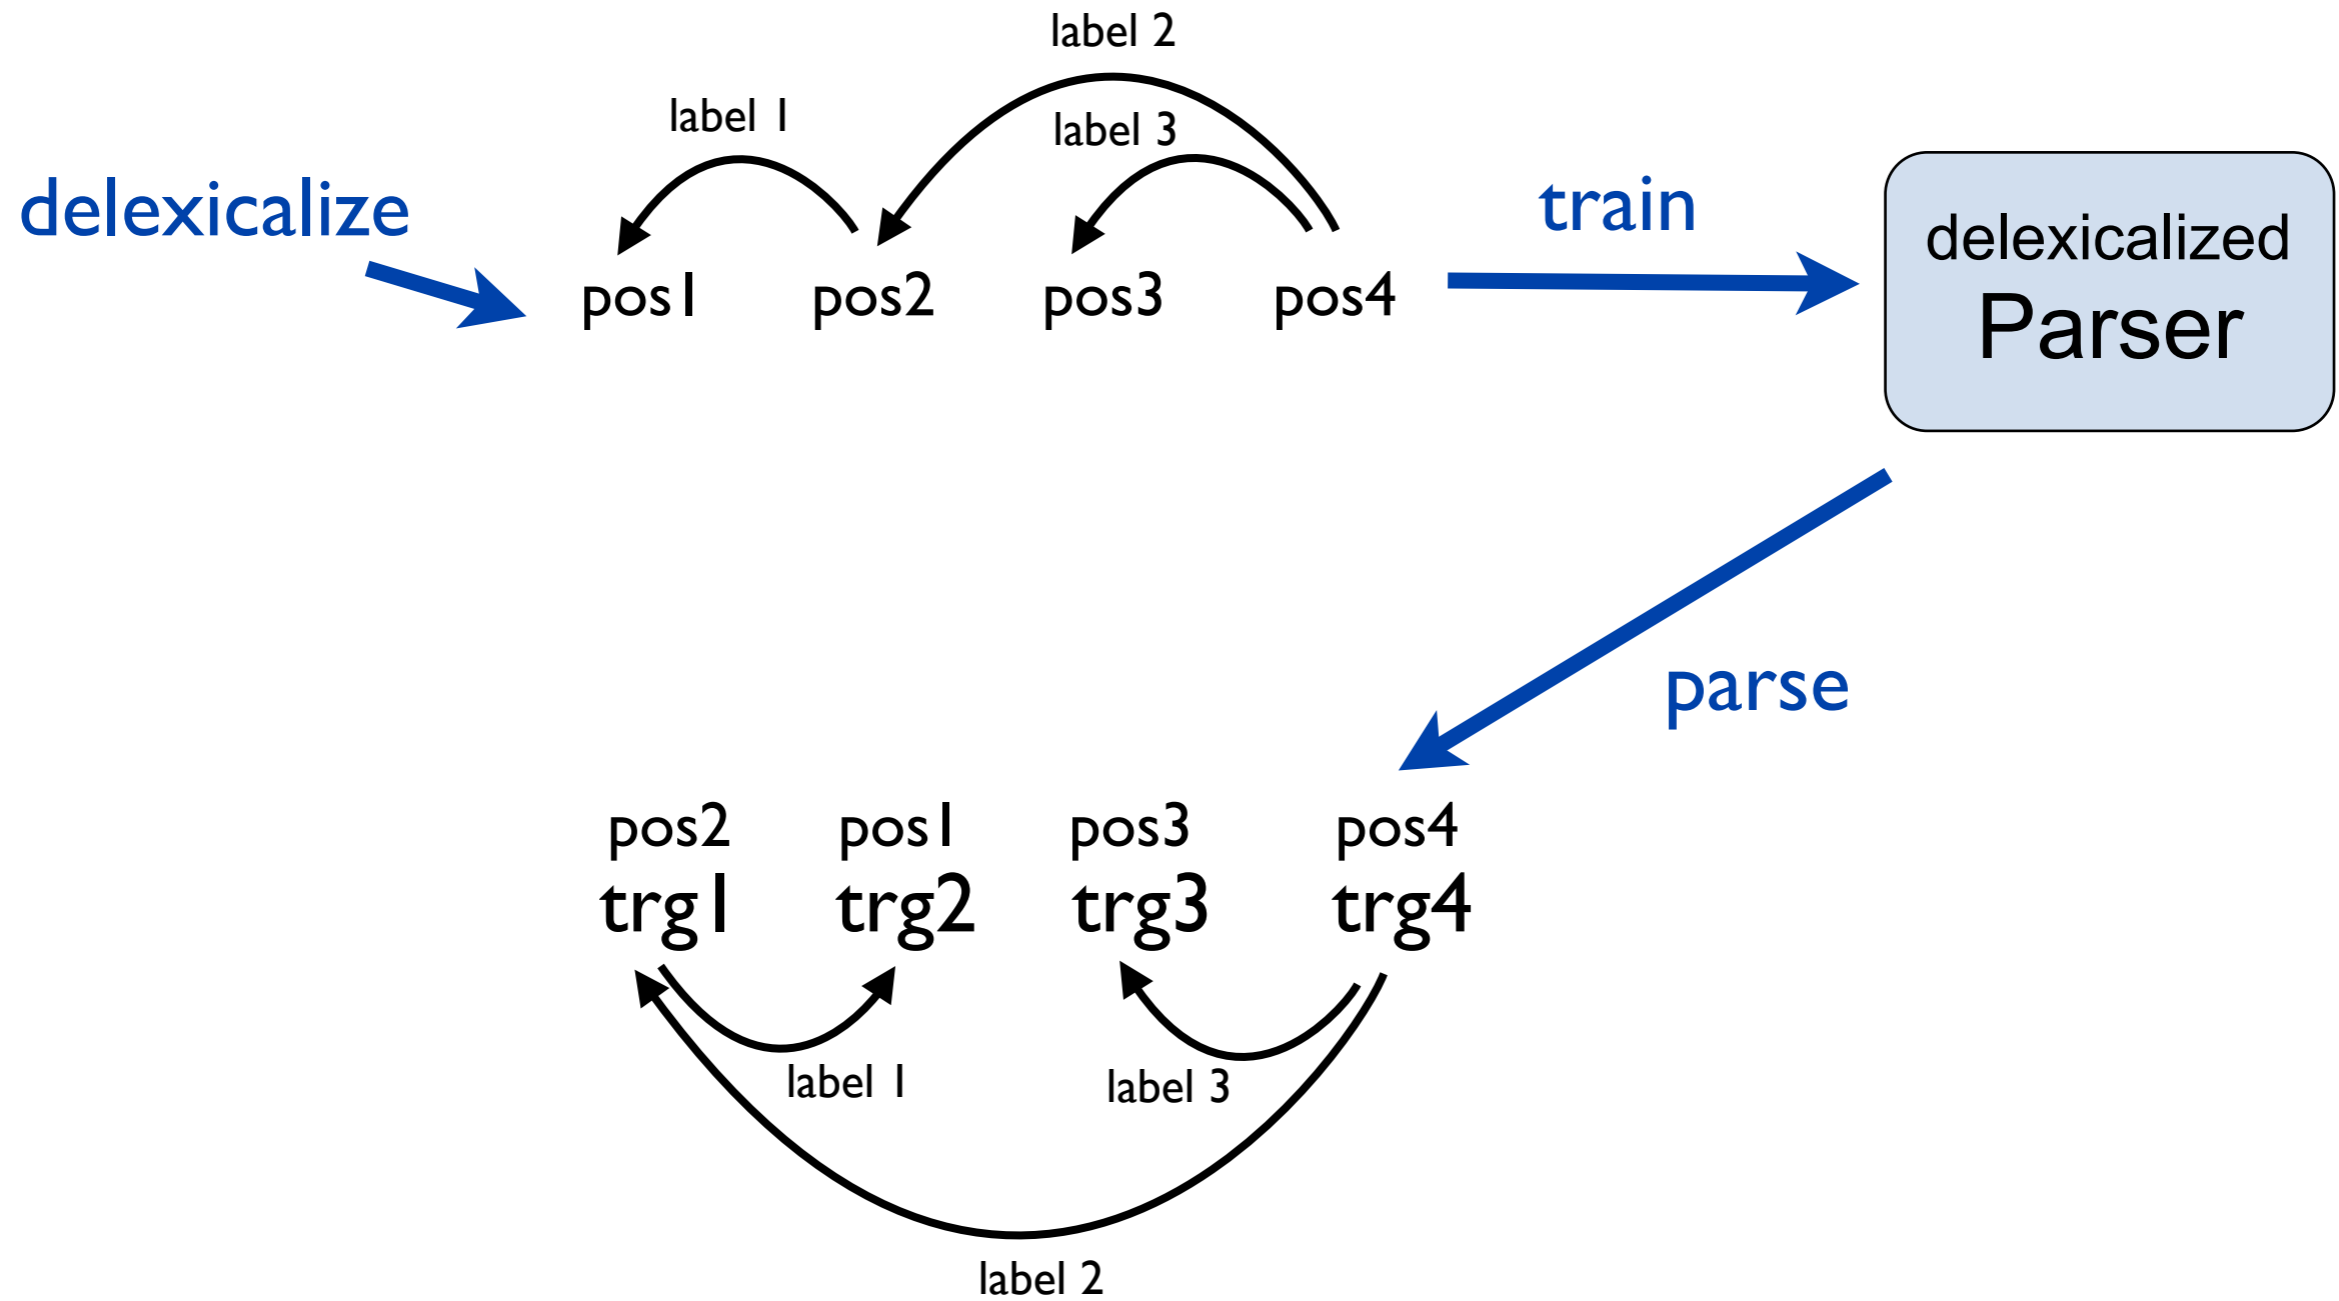 label 2
label 1
label 3
delexicalize
train
delexicalized
Parser
pos1 pos2 pos3 pos4
parse
pos2 pos1 pos3 pos4
trg1 trg2 trg3 trg4
label 1 label 3
label 2